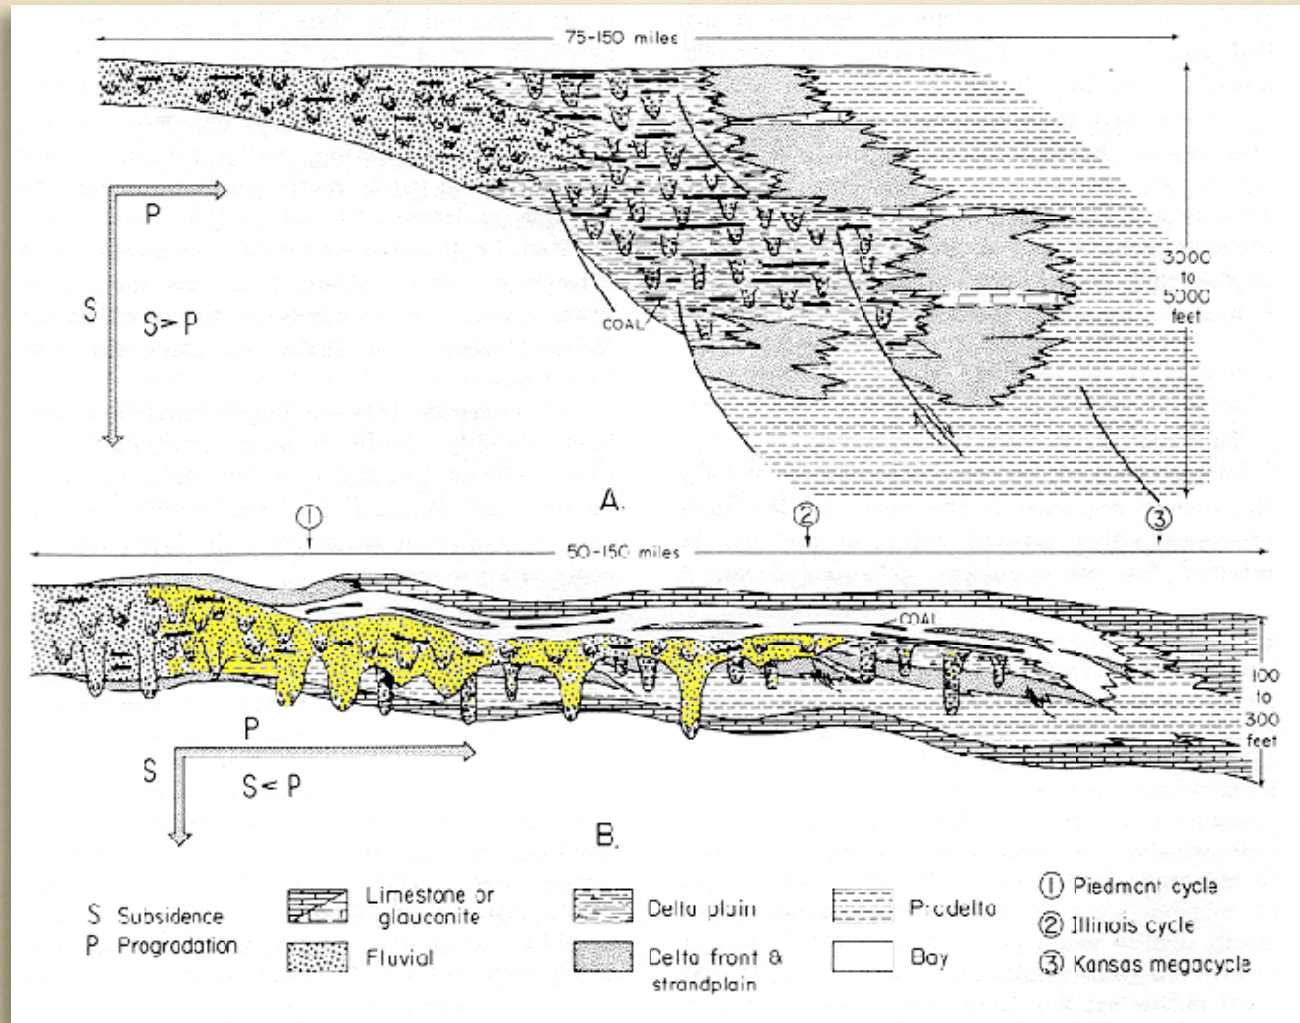 75-150 miles
P
S
S>P
COAL
3000
to
5000
feet
A
1
2
3
50-150 miles
COAL
100
to
300
feet
P
S
S<P
B.
S Subsidence
P Progradation
Limestone or
glauconite
Fluvial
Delta plain
Delta front &
strandplain
Prodelta
Bay
1 Piedmont cycle
2 Illinois cycle
3 Kansas megacycle